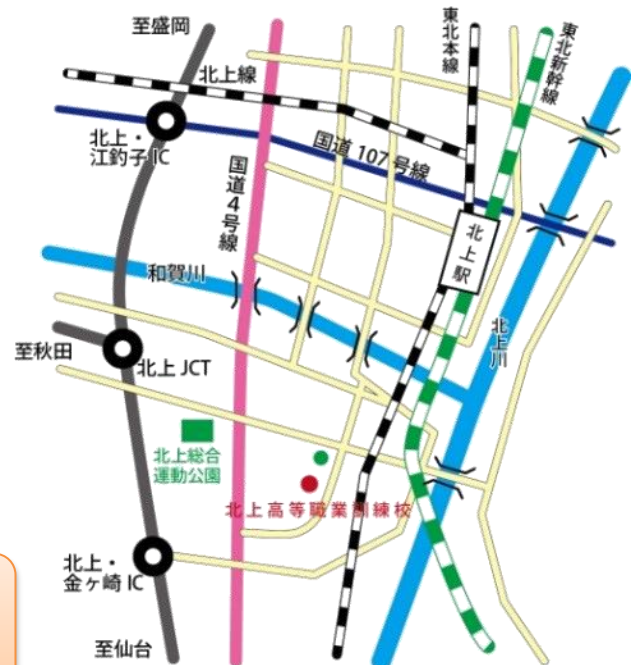 至盛岡
北上線
東北本線
東北新幹線
北上・
江釣子IC
国道107号線
国道4号線
北上駅
和賀川
北上川
至秋田
北上JCT
北上総合
運動公園
北上高等職業訓練校
北上・
金ヶ崎IC
至仙台